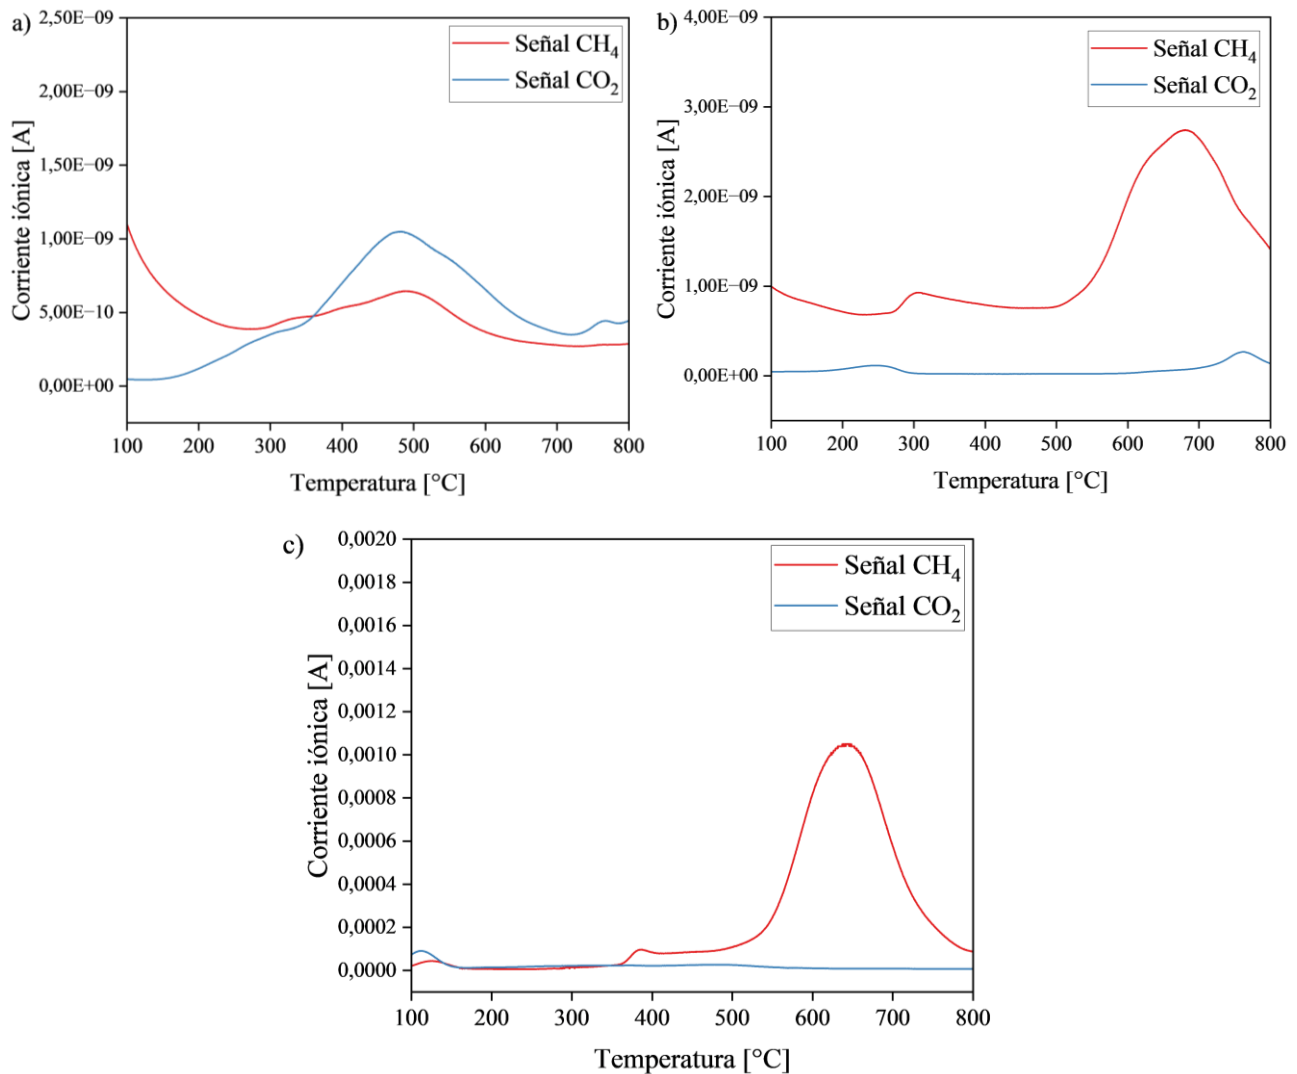 a)
2,50E−09
2,00E−09
1,50E−09
1,00E−09
5,00E−10
0,00E+00
Corriente iónica [A]
Señal CH4
Señal CO2
100 200 300 400 500 600 700 800
Temperatura [°C]
b)
4,00E−09
3,00E−09
2,00E−09
1,00E−09
0,00E+00
Corriente iónica [A]
Señal CH4
Señal CO2
100 200 300 400 500 600 700 800
Temperatura [°C]
c)
0,0020
0,0018
0,0016
0,0014
0,0012
0,0010
0,0008
0,0006
0,0004
0,0002
0,0000
Corriente iónica [A]
Señal CH4
Señal CO2
100 200 300 400 500 600 700 800
Temperatura [°C]